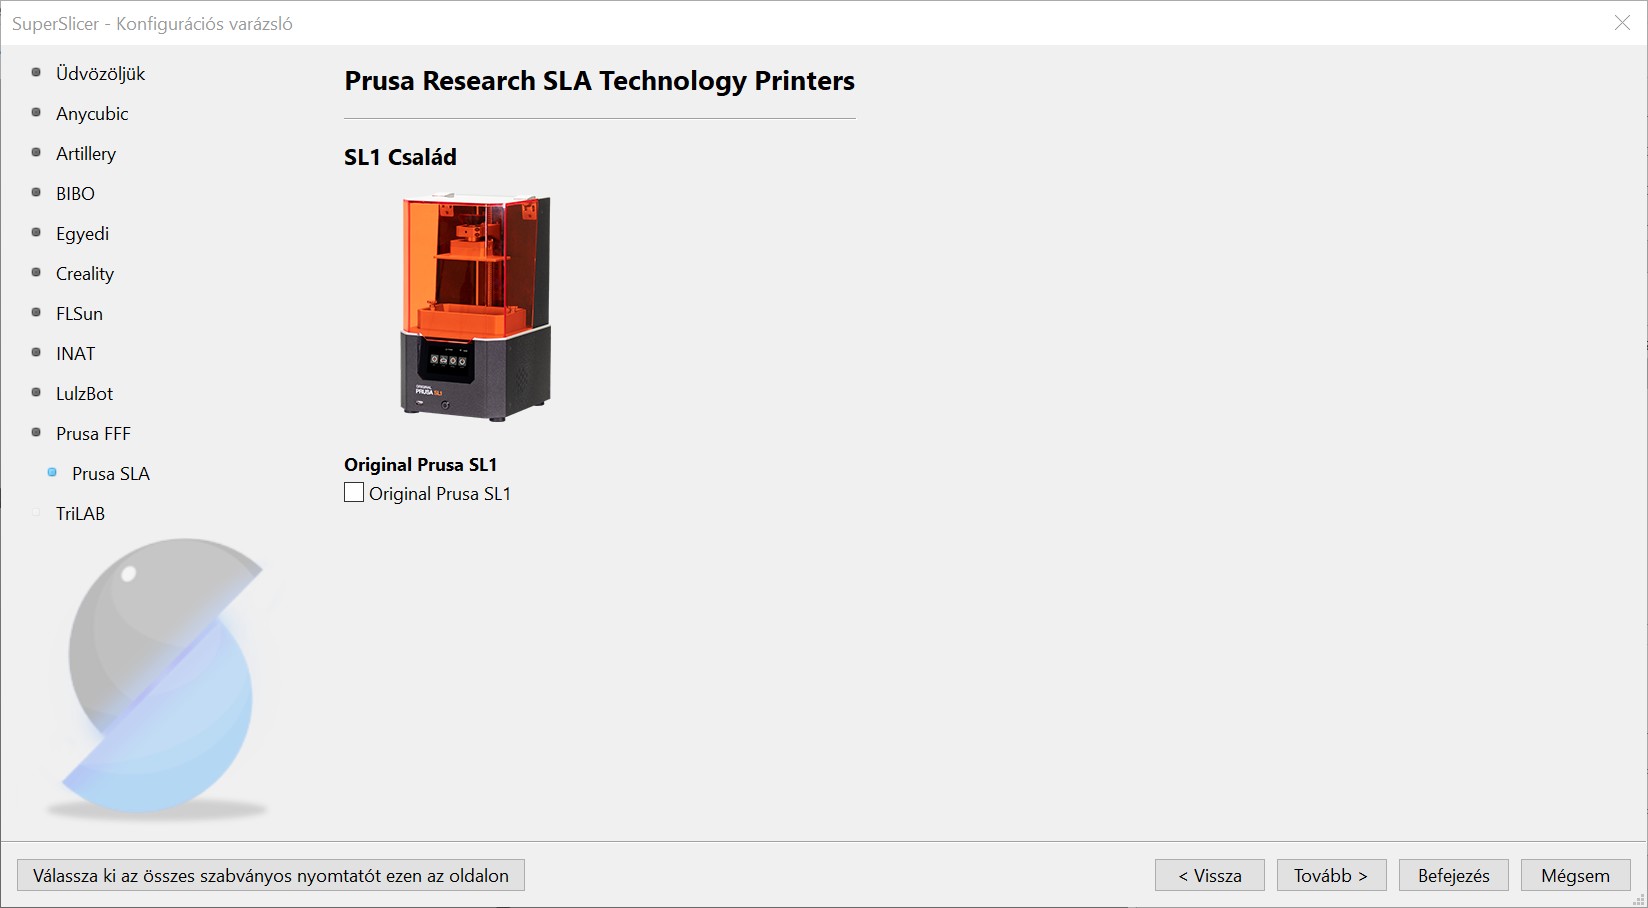 SuperSlicer - Konfigurációs varázsló
Üdvözöljük
Anycubic
Artillery
BIBO
Egyedi
Creality
FLSun
INAT
LulzBot
Prusa FFF
Prusa SLA
TriLAB
Prusa Research SLA Technology Printers
SL1 Család
ORIGINAL
PRUSA SL1
Original Prusa SL1
Original Prusa SL1
Válassza ki az összes szabványos nyomtatót ezen az oldalon
< Vissza
Tovább >
Befejezés
Mégsem